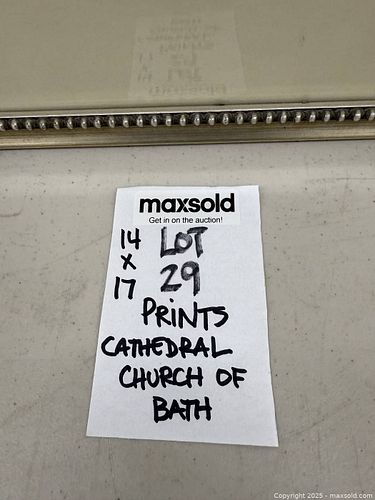 maxsold
Get in on the auction!
14
x
17
LOT
29
PRINTS
CATHEDRAL
CHURCH OF
BATH
Copyright 2025 - maxsold.com